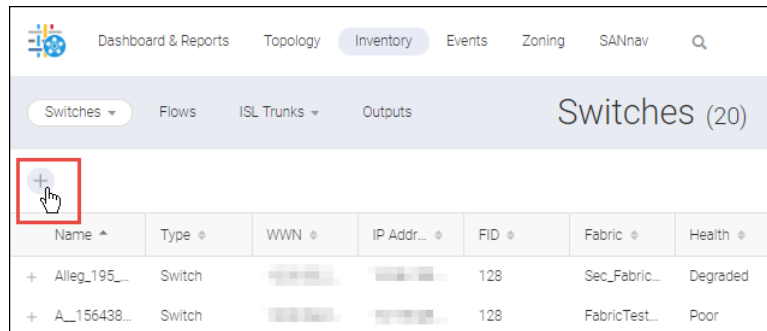 Dashboard & Reports Topology Inventory Events Zoning SANnav
Switches Flows ISL Trunks Outputs Switches (20)
+
Name Type WWN IP Addr... FID Fabric Health
+ Alleg_195_... Switch 128 Sec_Fabric... Degraded
+ A__156438... Switch 128 FabricTest... Poor